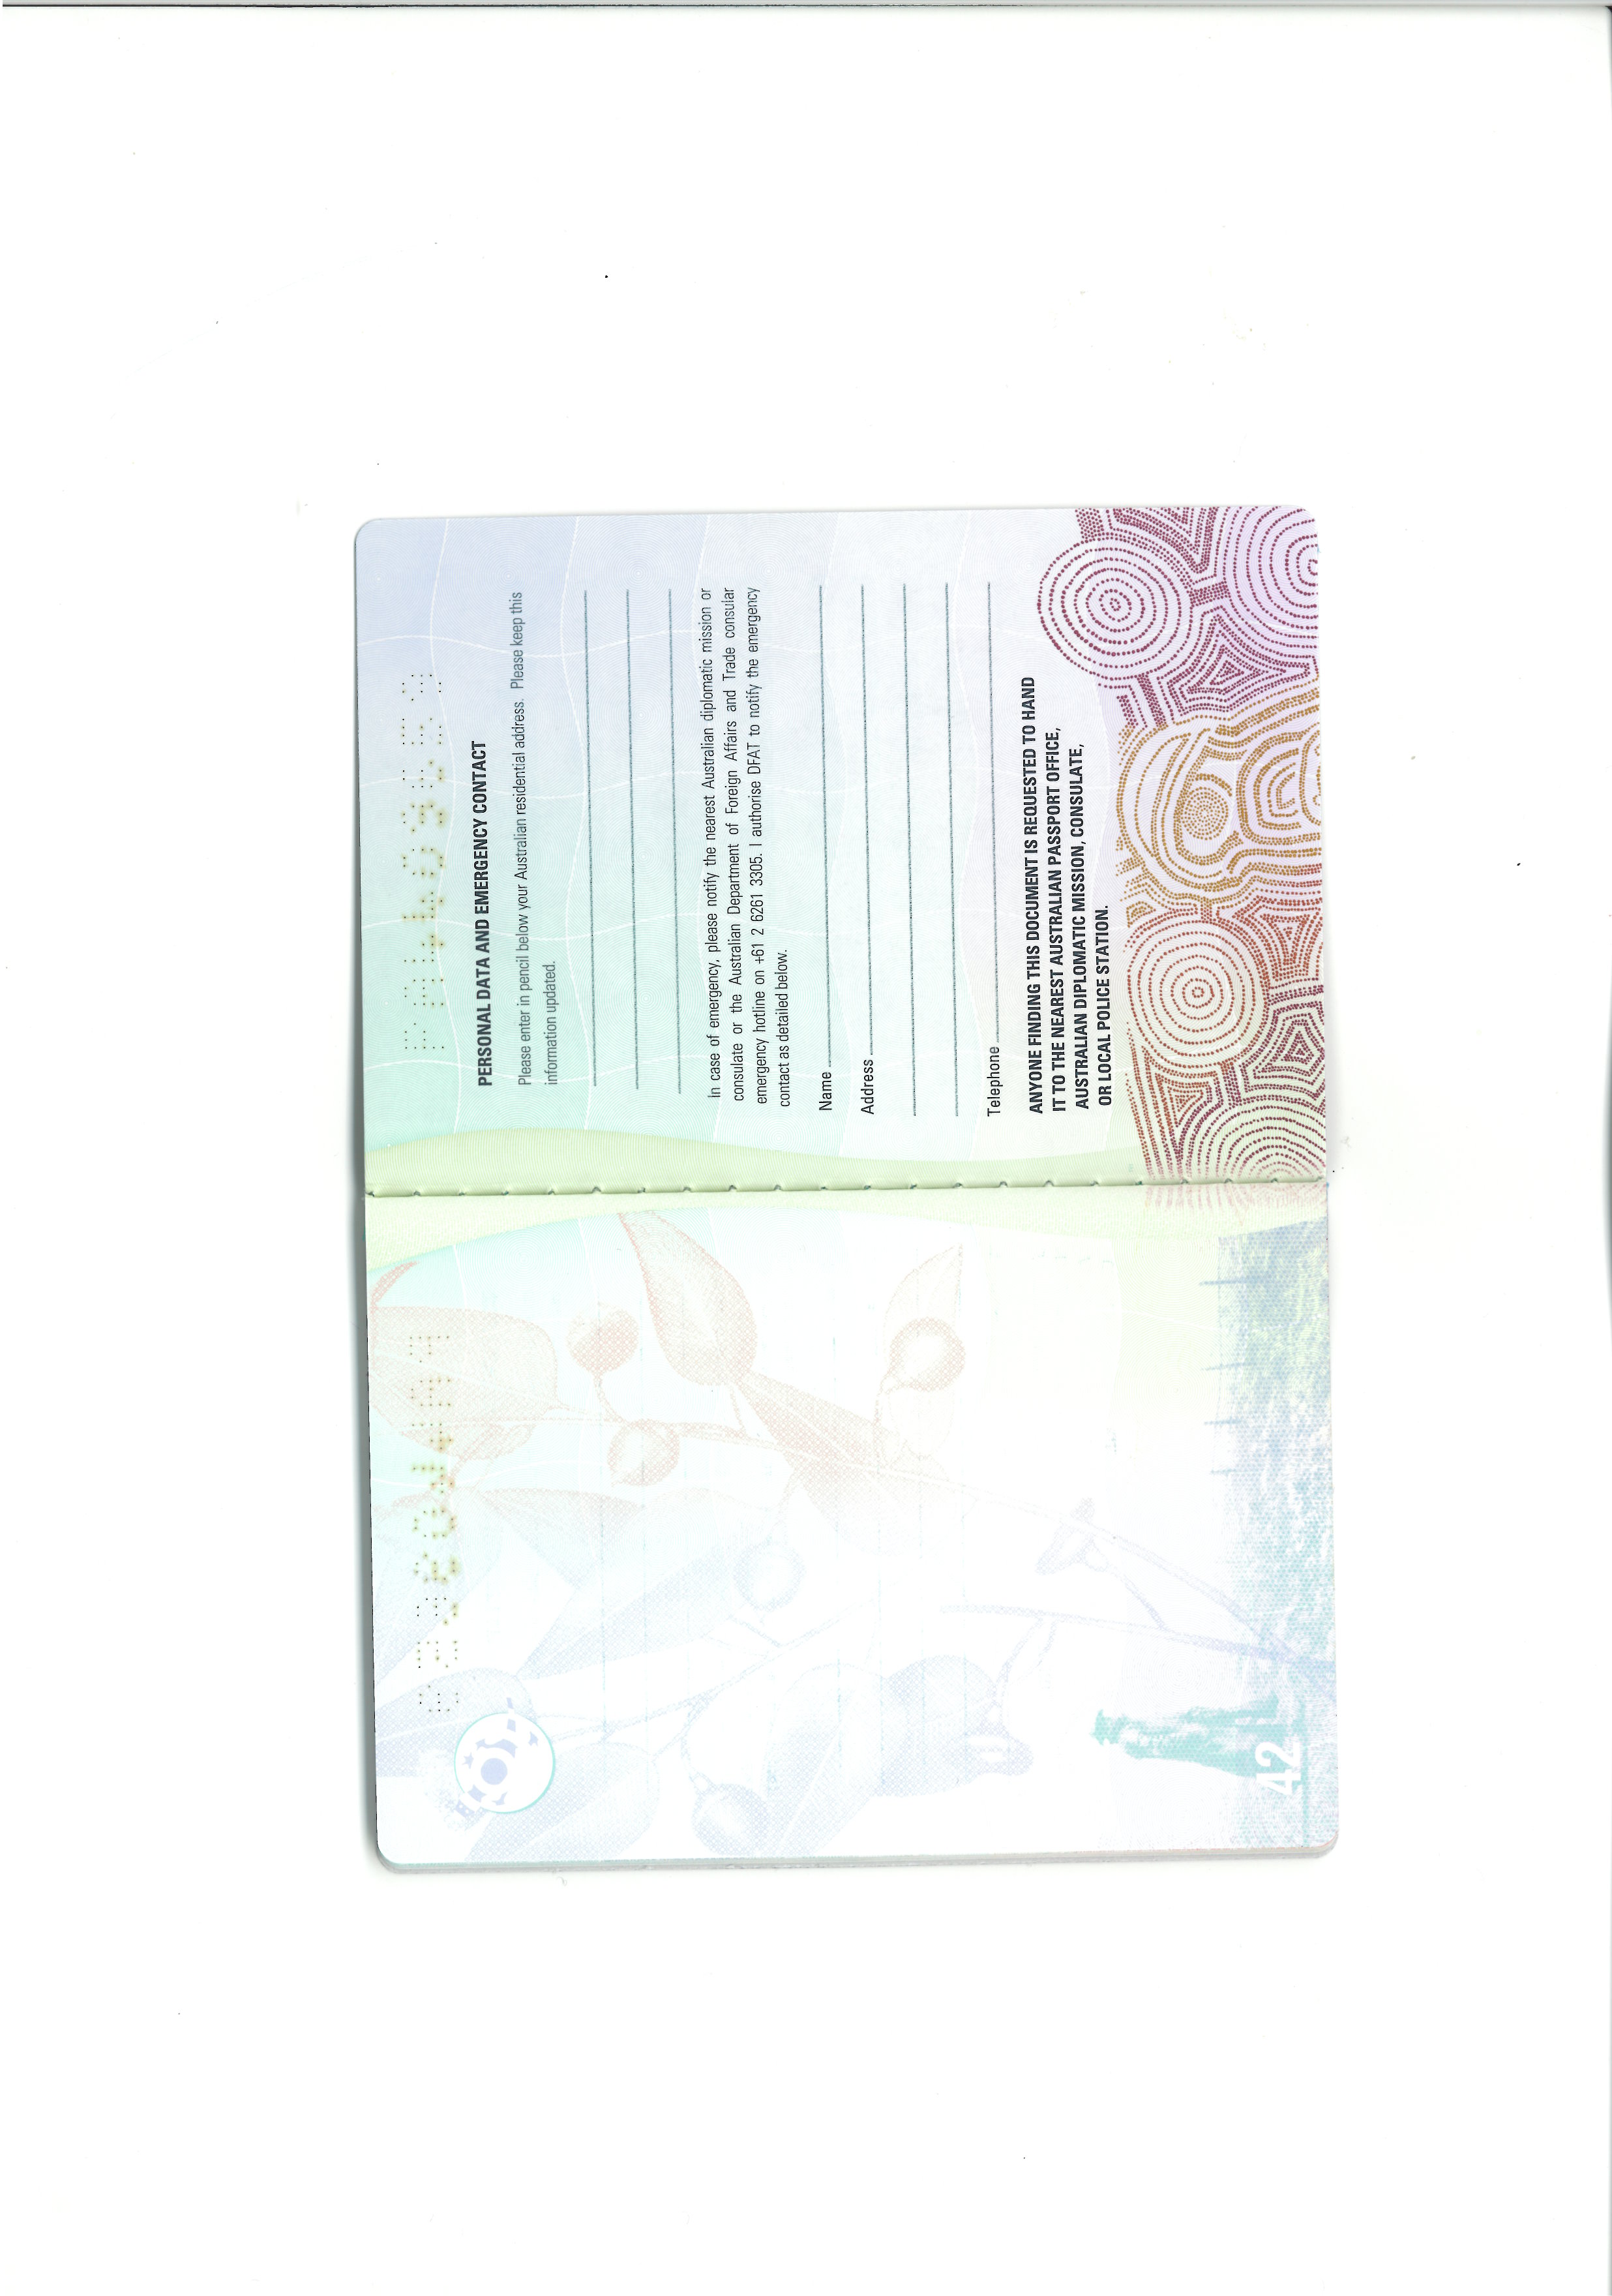 PERSONAL DATA AND EMERGENCY CONTACT
Please enter in pencil below your Australian residential address. Please keep this
information updated.
In case of emergency, please notify the nearest Australian diplomatic mission or
consulate or the Australian Department of Foreign Affairs and Trade consular
emergency hotline on +61 2 6261 3305. I authorise DFAT to notify the emergency
contact as detailed below.
Name
Address
Telephone
ANYONE FINDING THIS DOCUMENT IS REQUESTED TO HAND
IT TO THE NEAREST AUSTRALIAN PASSPORT OFFICE,
AUSTRALIAN DIPLOMATIC MISSION, CONSULATE,
OR LOCAL POLICE STATION.
42